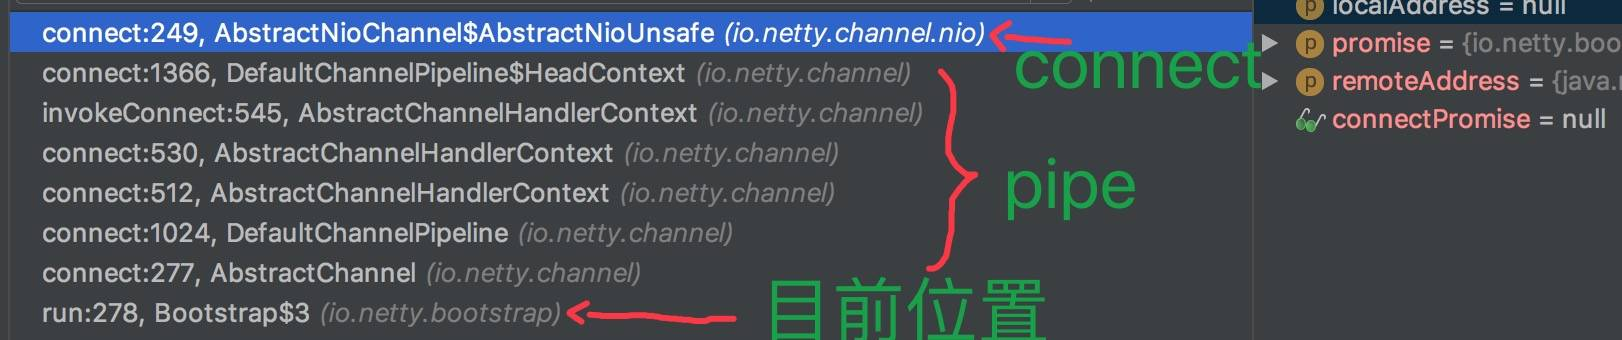 connect:249, AbstractNioChannel$AbstractNioUnsafe (io.netty.channel.nio)
connect:1366, DefaultChannelPipeline$HeadContext (io.netty.channel)
invokeConnect:545, AbstractChannelHandlerContext (io.netty.channel)
connect:530, AbstractChannelHandlerContext (io.netty.channel)
connect:512, AbstractChannelHandlerContext (io.netty.channel)
connect:1024, DefaultChannelPipeline (io.netty.channel)
connect:277, AbstractChannel (io.netty.channel)
run:278, Bootstrap$3 (io.netty.bootstrap)
connect
pipe
目前位置
localAddress = null
promise = {io.netty.boo
remoteAddress = {java.
connectPromise = null